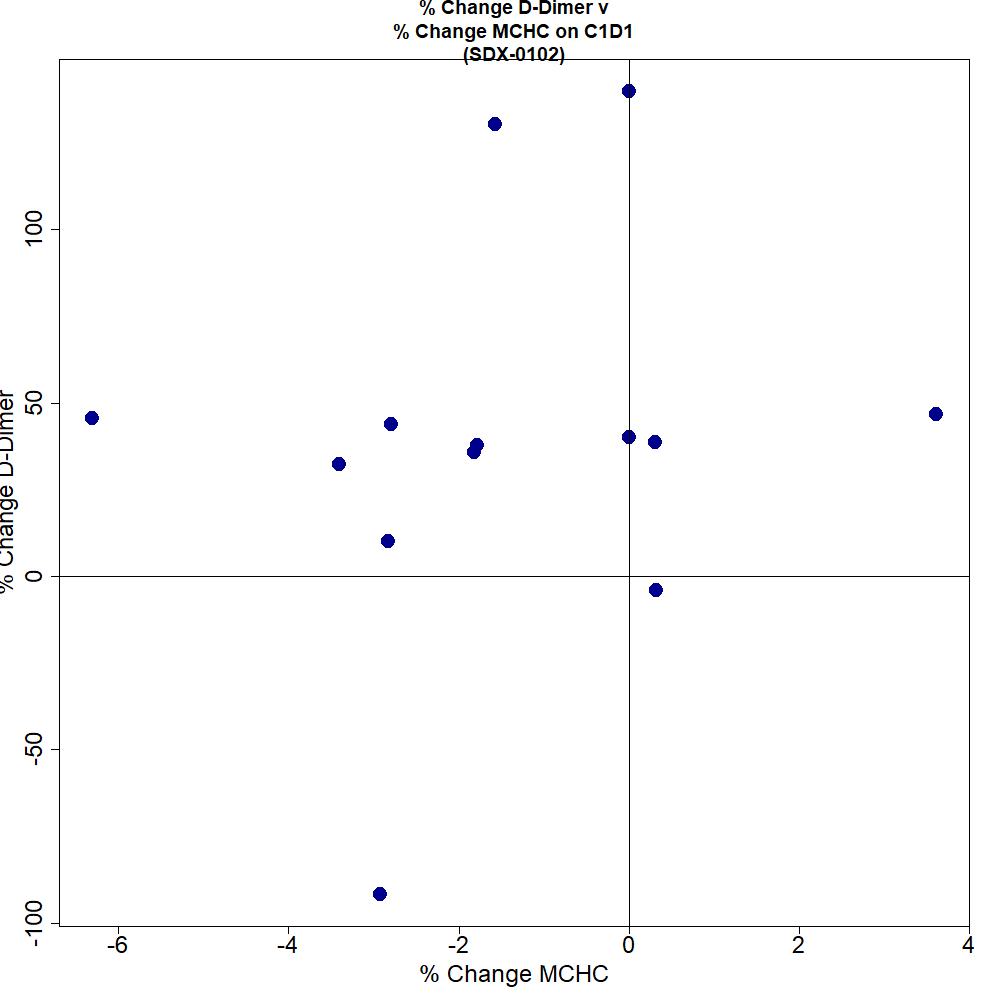 % Change D-Dimer v
% Change MCHC on C1D1
(SDX-0102)
% Change D-Dimer
100
50
0
-50
-100
-6
-4
-2
0
2
4
% Change MCHC